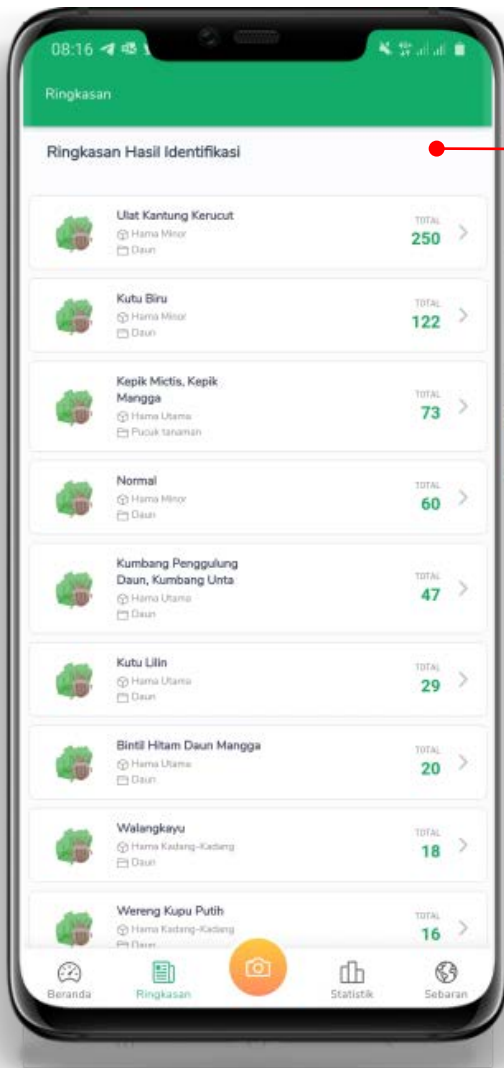 08:16
Ringkasan
Ringkasan Hasil Identifikasi
Ulat Kantung Kerucut
Hama Minor
Daun
TOTAL
250
Kutu Biru
Hama Minor
Daun
TOTAL
122
Kepik Mictis, Kepik
Mangga
Hama Utama
Pucuk tanaman
TOTAL
73
Normal
Hama Minor
Daun
TOTAL
60
Kumbang Penggulung
Daun, Kumbang Unta
Hama Utama
Daun
TOTAL
47
Kutu Lilin
Hama Utama
Daun
TOTAL
29
Bintil Hitam Daun Mangga
Hama Utama
Daun
TOTAL
20
Walangkayu
Hama Kadang-Kadang
Daun
TOTAL
18
Wereng Kupu Putih
Hama Kadang-Kadang
Daun
TOTAL
16
Beranda
Ringkasan
Statistik
Sebaran